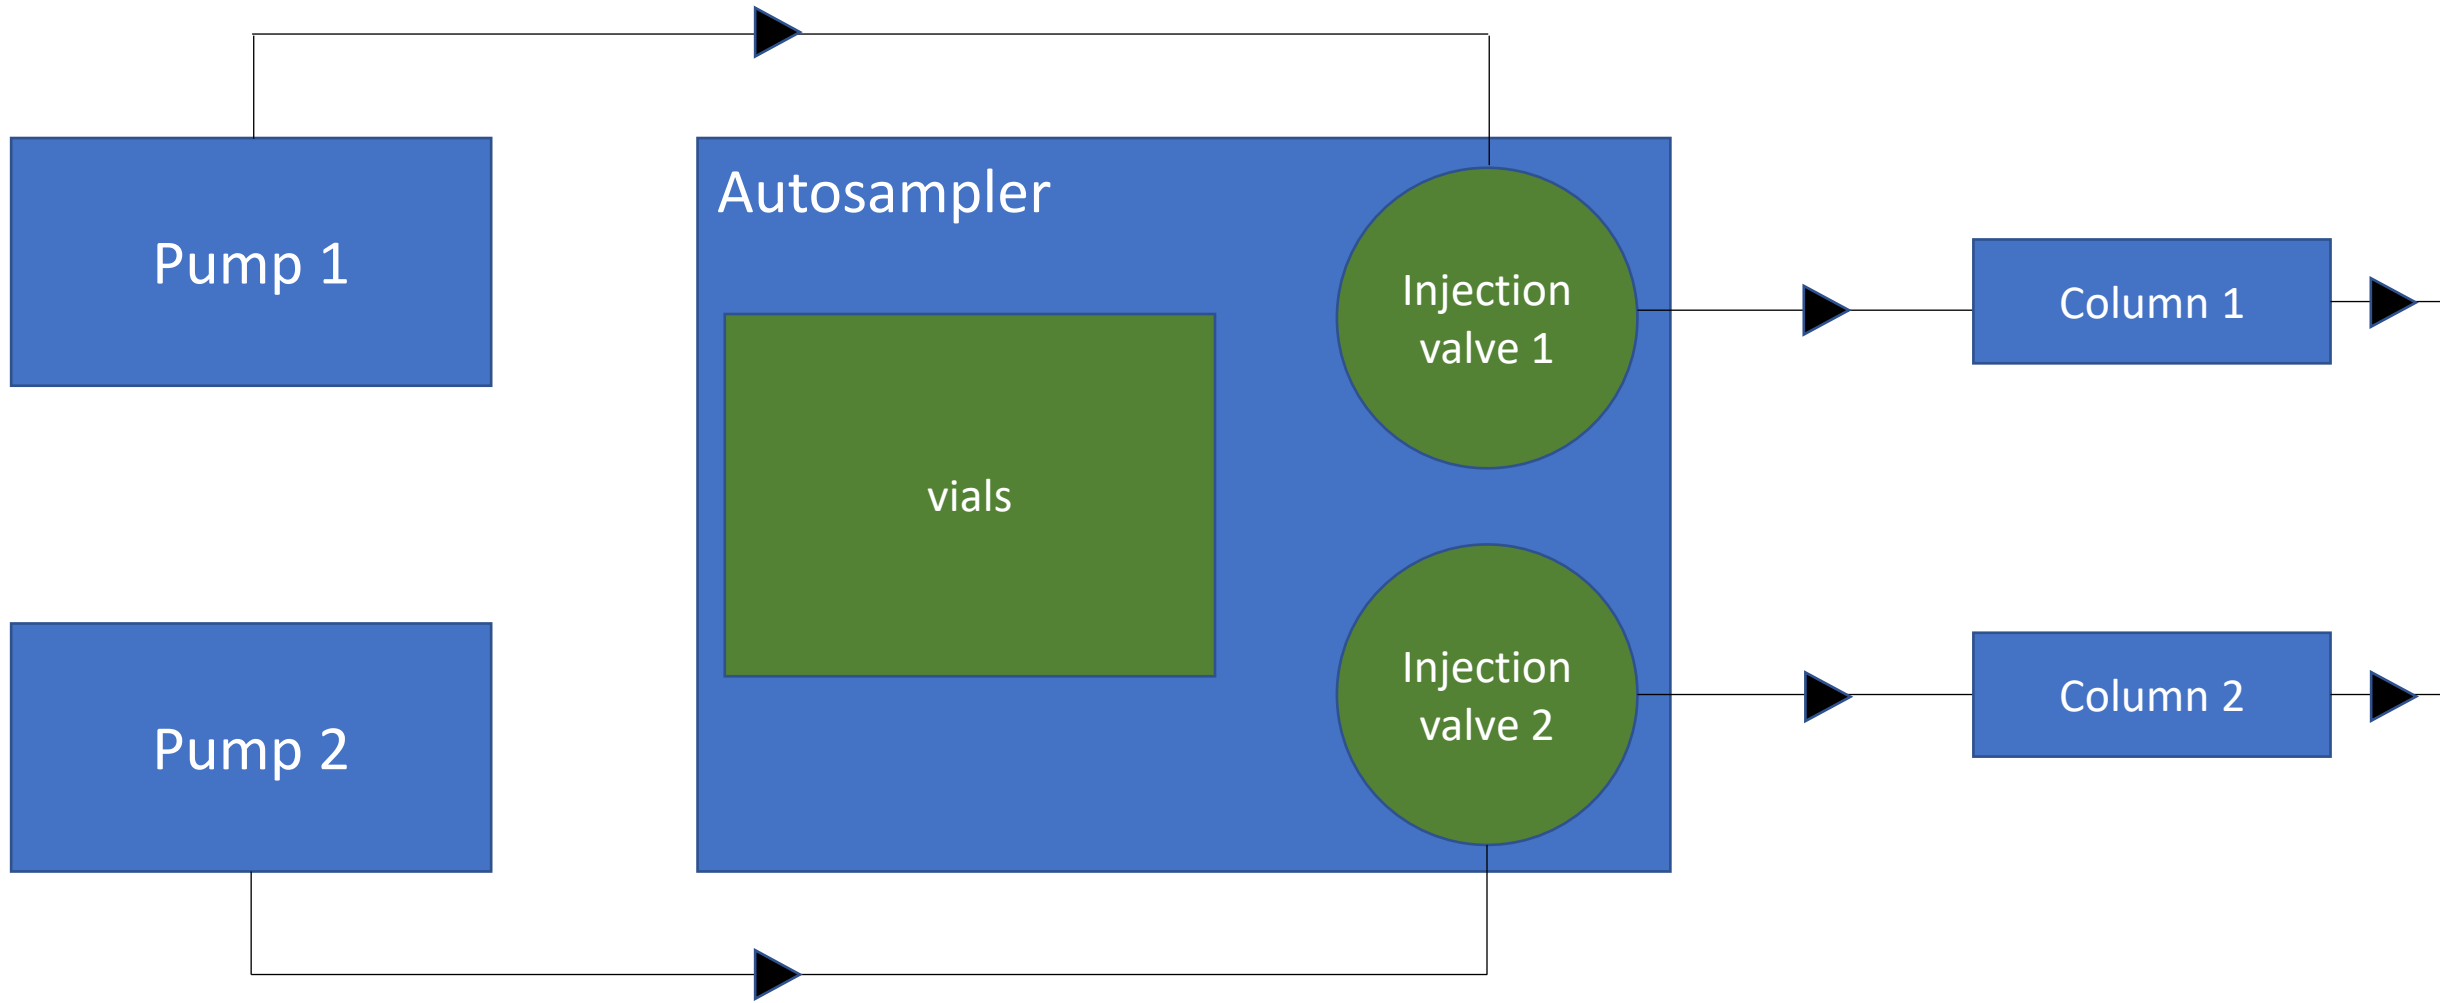 Pump 1
Autosampler
Injection
valve 1
Column 1
vials
Pump 2
Injection
valve 2
Column 2